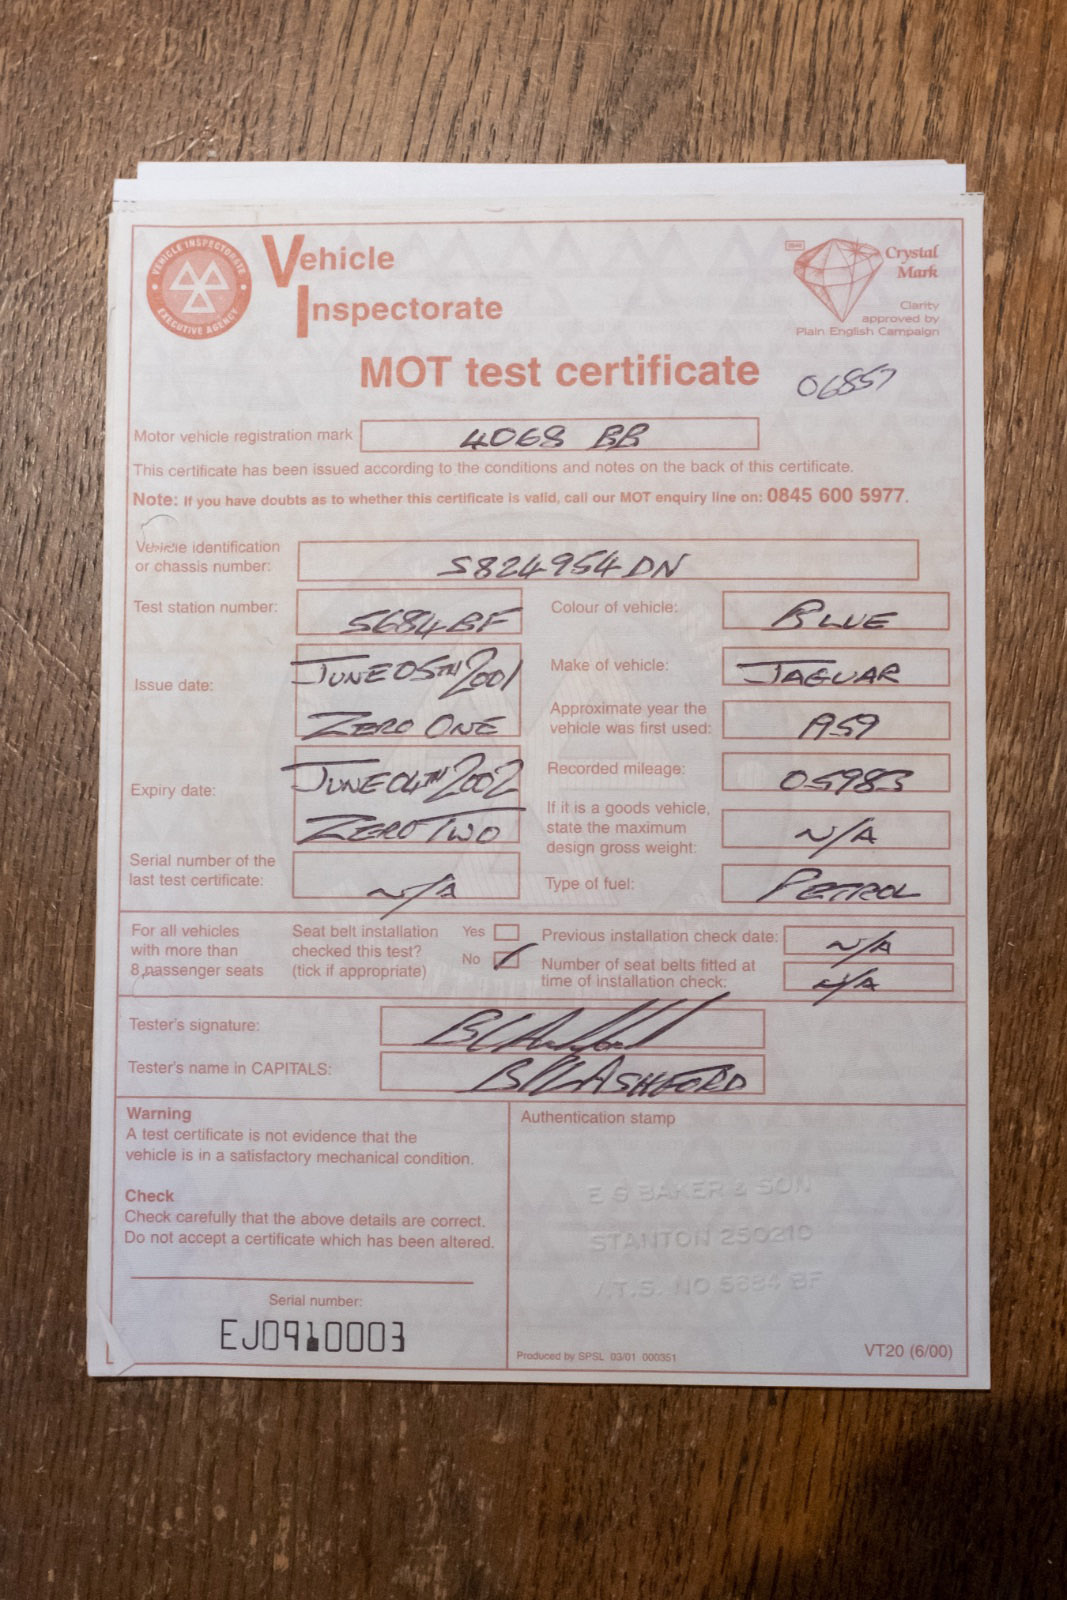 VEHICLE INSPECTORATE
EXECUTIVE AGENCY
Vehicle
Inspectorate
Crystal
Mark
Clarity
approved by
Plain English Campaign
MOT test certificate
06857
Motor vehicle registration mark 4068 BB
This certificate has been issued according to the conditions and notes on the back of this certificate.
Note: If you have doubts as to whether this certificate is valid, call our MOT enquiry line on: 0845 600 5977.
Vehicle identification
or chassis number: S824954DN
Test station number: 5684BF
Colour of vehicle: BLUE
Issue date: JUNE 05TH 2001
ZERO ONE
Make of vehicle: JAGUAR
Approximate year the
vehicle was first used: A59
Expiry date: JUNE 04TH 2002
ZERO TWO
Recorded mileage: 05983
If it is a goods vehicle,
state the maximum
design gross weight: N/A
Serial number of the
last test certificate: N/A
Type of fuel: PETROL
For all vehicles
with more than
8 passenger seats
Seat belt installation
checked this test?
(tick if appropriate)
Yes
No
Previous installation check date: N/A
Number of seat belts fitted at
time of installation check: N/A
Tester's signature:
Tester's name in CAPITALS: ASHFORD
Warning
A test certificate is not evidence that the
vehicle is in a satisfactory mechanical condition.
Check
Check carefully that the above details are correct.
Do not accept a certificate which has been altered.
Serial number:
EJ0910003
Authentication stamp
E G BAKER & SON
STANTON 250210
V.T.S. NO 5684 BF
Produced by SPSL 03/01 000351
VT20 (6/00)